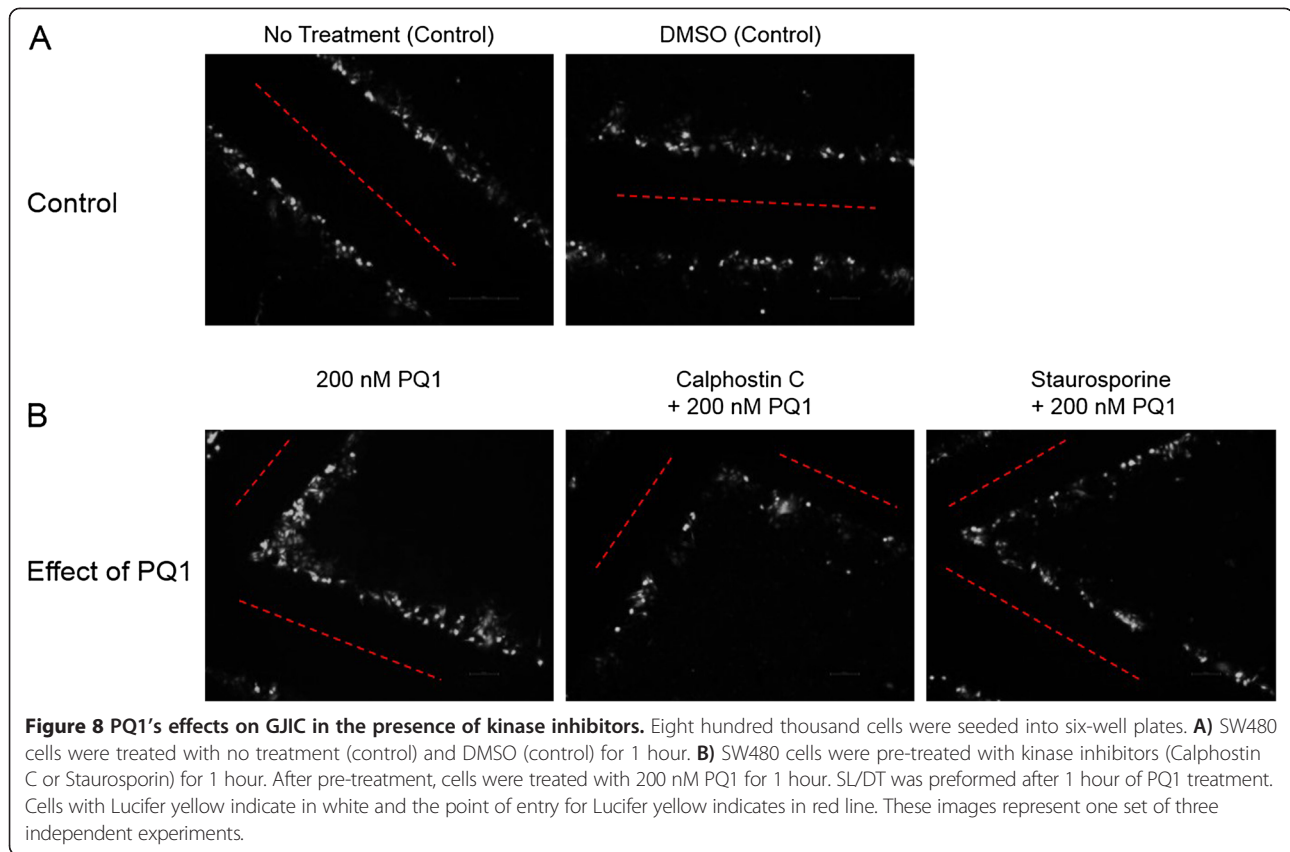 A
No Treatment (Control)
DMSO (Control)
Control
200 nM PQ1
Calphostin C
+ 200 nM PQ1
Staurosporine
+ 200 nM PQ1
B
Effect of PQ1
Figure 8 PQ1's effects on GJIC in the presence of kinase inhibitors. Eight hundred thousand cells were seeded into six-well plates. A) SW480
cells were treated with no treatment (control) and DMSO (control) for 1 hour. B) SW480 cells were pre-treated with kinase inhibitors (Calphostin
C or Staurosporin) for 1 hour. After pre-treatment, cells were treated with 200 nM PQ1 for 1 hour. SL/DT was preformed after 1 hour of PQ1 treatment.
Cells with Lucifer yellow indicate in white and the point of entry for Lucifer yellow indicates in red line. These images represent one set of three
independent experiments.